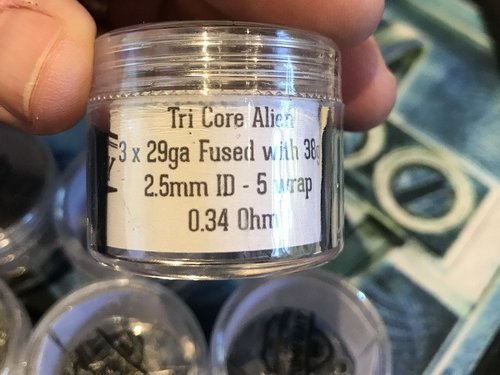 Tri Core Alien
3 x 29ga Fused with 38g
2.5mm ID - 5 wrap
0.34 Ohm